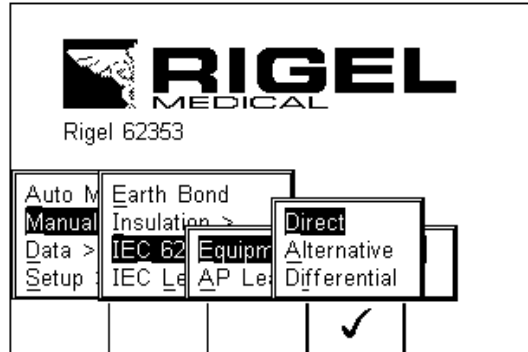 RIGEL
MEDICAL
Rigel 62353
Auto M
Manual
Data >
Setup
Earth Bond
Insulation >
IEC 62
IEC Le
Equipm
AP Lea
Direct
Alternative
Differential